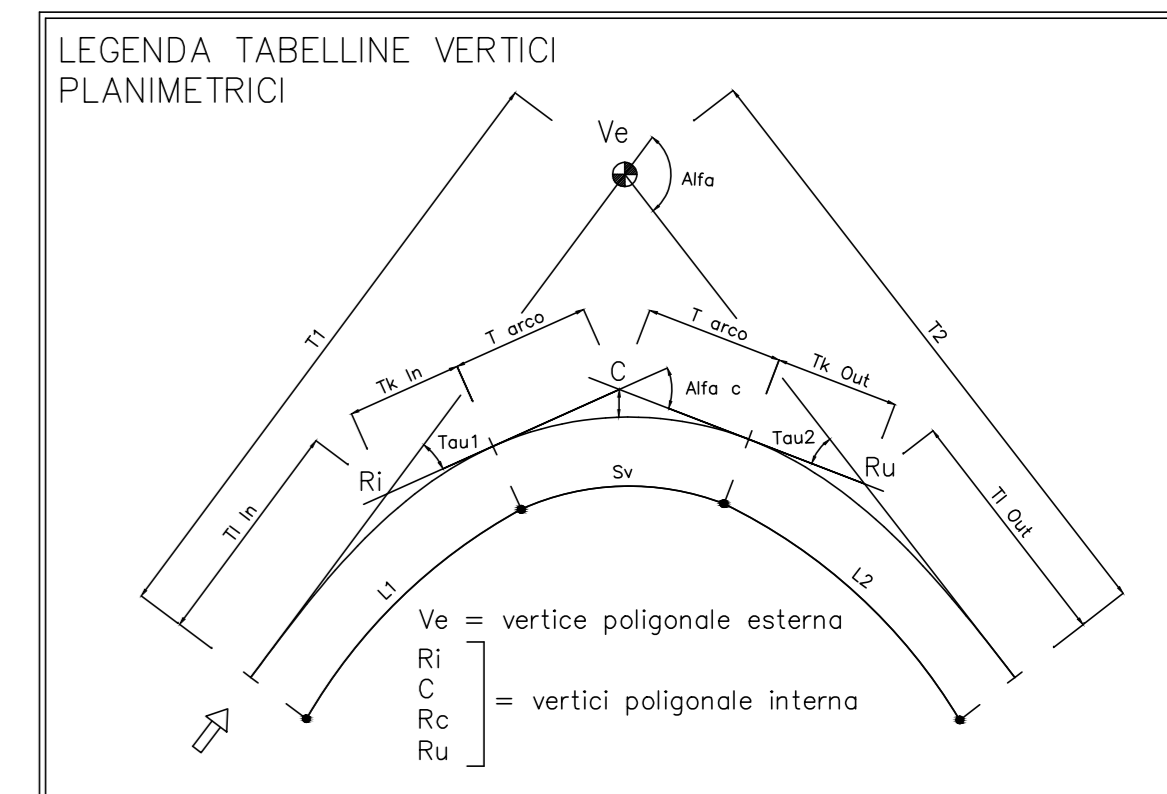 LEGENDA TABELLINE VERTICI
PLANIMETRICI
Ve
Alfa
T1
T2
T arco
T arco
Tk In
Tk Out
C
Alfa c
Tau1
Tau2
Ri
Ru
Sv
Tl In
Tl Out
L1
L2
Ve = vertice poligonale esterna
Ri
C
= vertici poligonale interna
Rc
Ru